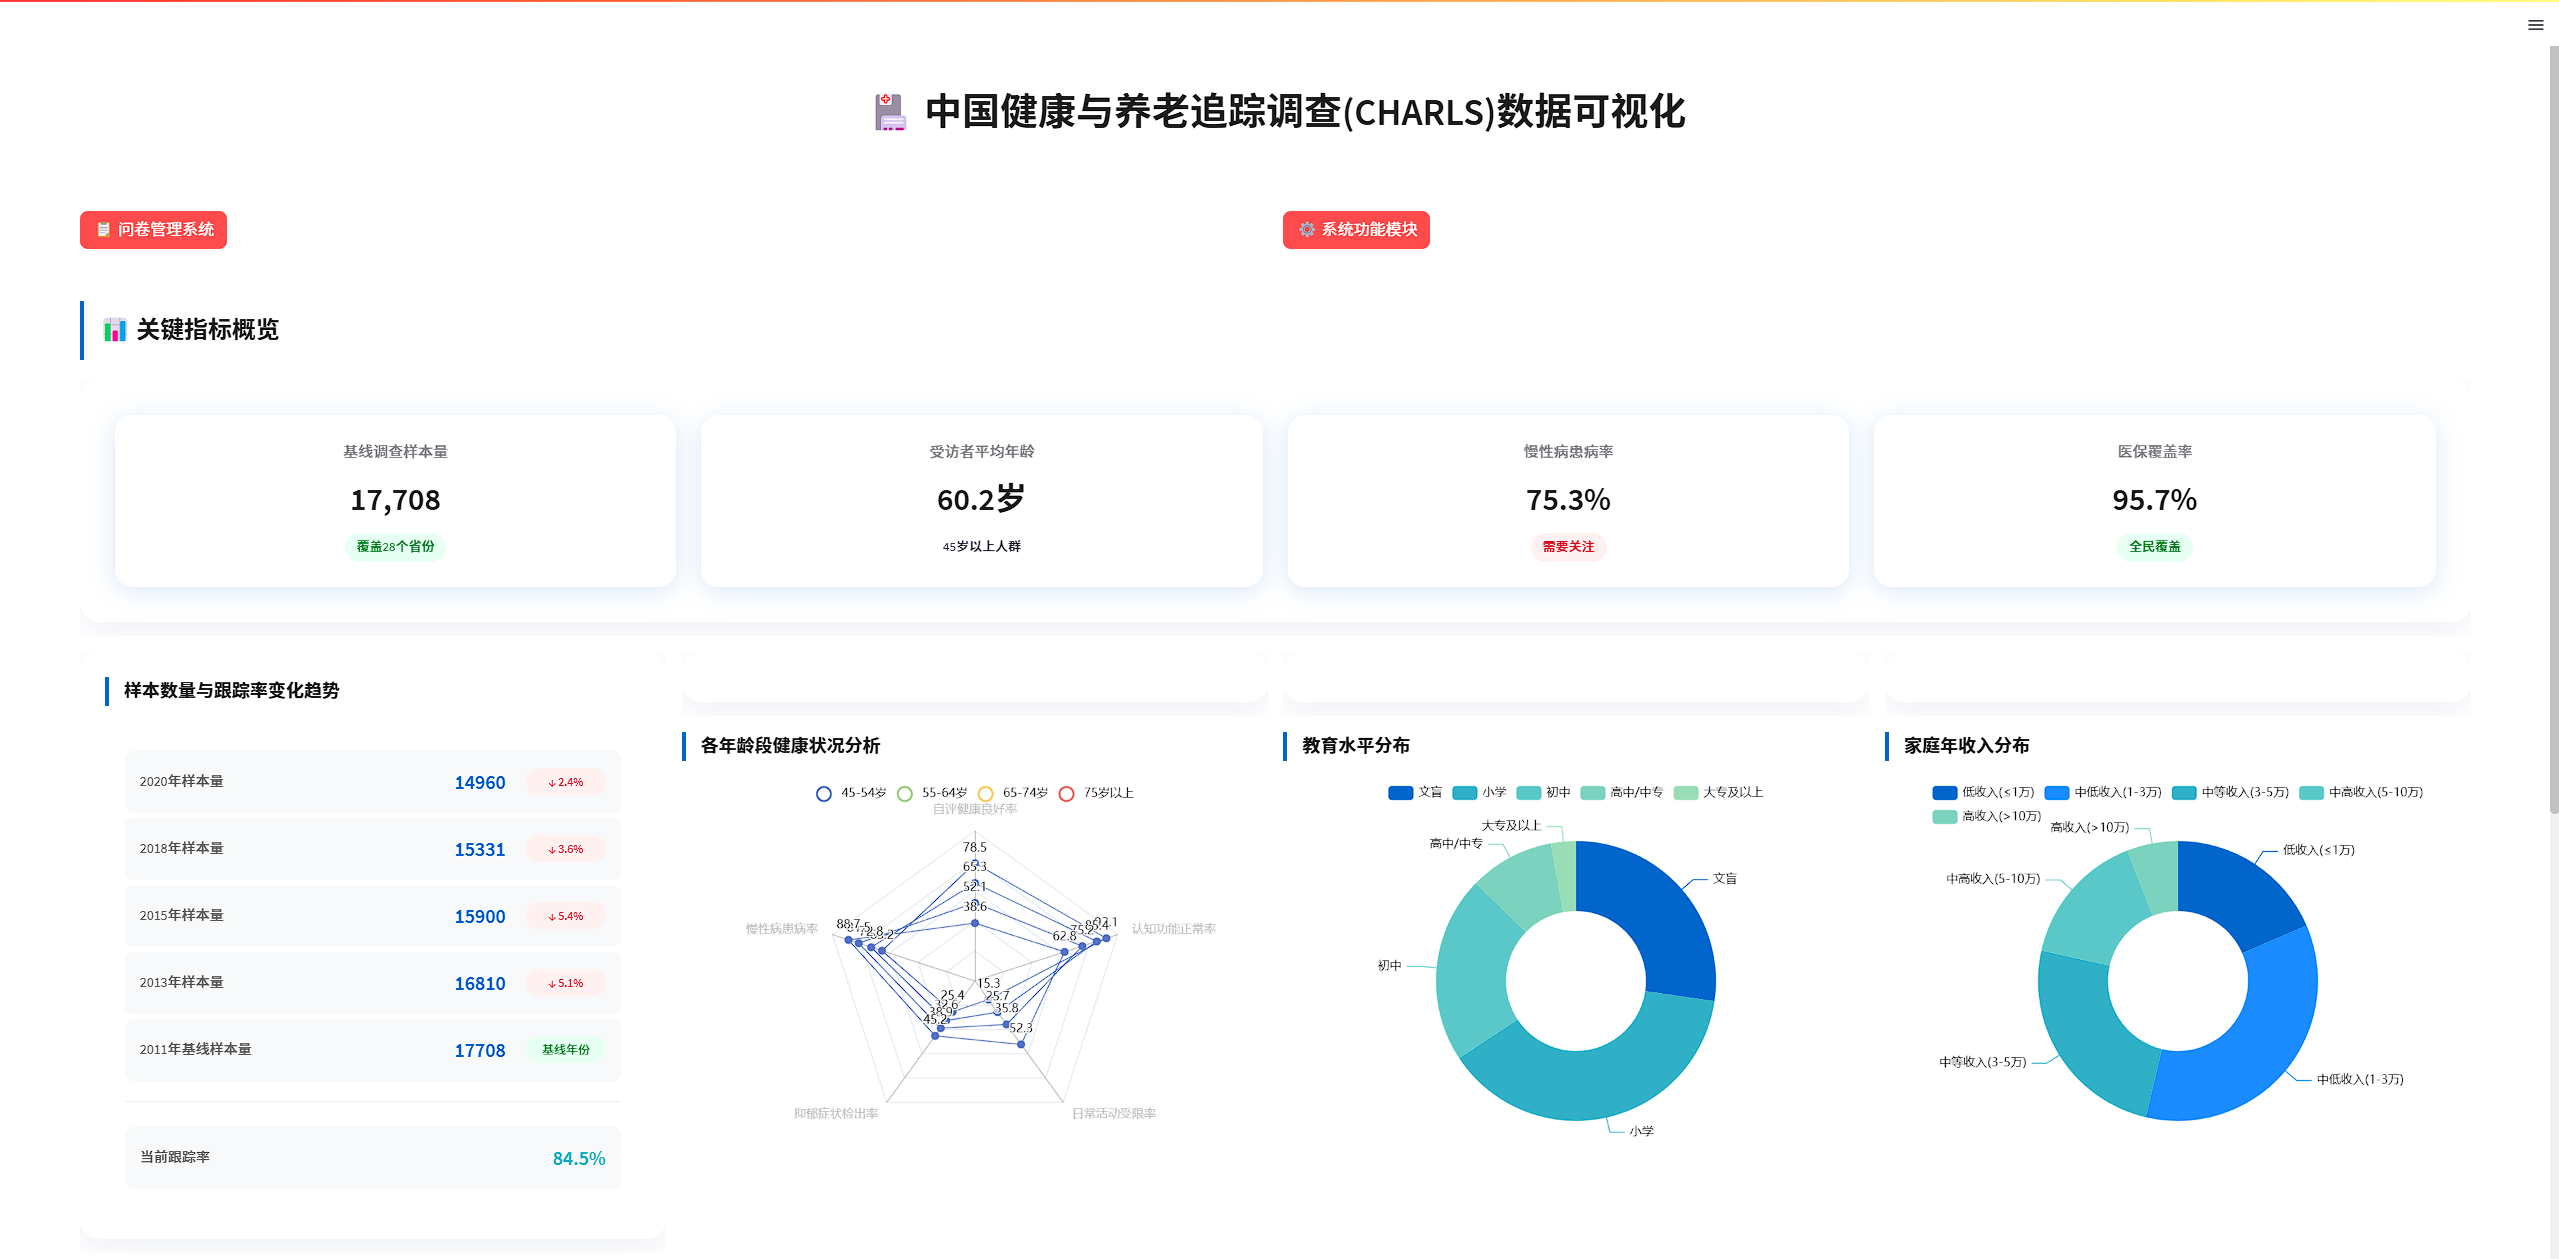 中国健康与养老追踪调查(CHARLS)数据可视化
问卷管理系统
系统功能模块
关键指标概览
基线调查样本量
17,708
覆盖28个省份
受访者平均年龄
60.2岁
45岁以上人群
慢性病患病率
75.3%
需要关注
医保覆盖率
95.7%
全民覆盖
样本数量与跟踪率变化趋势
2020年样本量 14960 ↓2.4%
2018年样本量 15331 ↓3.6%
2015年样本量 15900 ↓5.4%
2013年样本量 16810 ↓5.1%
2011年基线样本量 17708 基线年份
当前跟踪率 84.5%
各年龄段健康状况分析
45-54岁 55-64岁 65-74岁 75岁以上
自评健康良好率
78.5
65.3
52.1
38.6
慢性病患病率
88.7
认知功能正常率
62.8
15.3
25.4
25.7
35.8
45.2
52.3
抑郁症状检出率
日常活动受限率
教育水平分布
文盲 小学 初中 高中/中专 大专及以上
大专及以上
高中/中专
文盲
初中
小学
家庭年收入分布
低收入(≤1万) 中低收入(1-3万) 中等收入(3-5万) 中高收入(5-10万)
高收入(>10万)
高收入(>10万)
低收入(≤1万)
中高收入(5-10万)
中等收入(3-5万)
中低收入(1-3万)